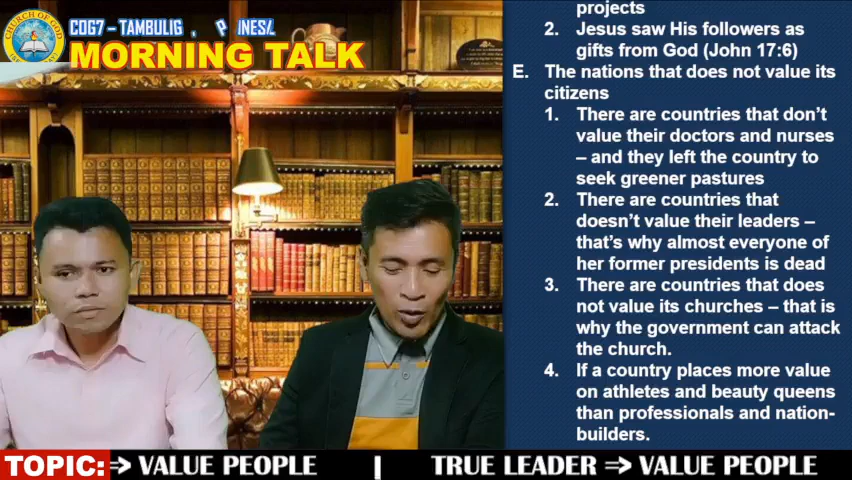 COG7 – TAMBULIG , P INES/
MORNING TALK
projects
2. Jesus saw His followers as
gifts from God (John 17:6)
E. The nations that does not value its
citizens
1. There are countries that don't
value their doctors and nurses
– and they left the country to
seek greener pastures
2. There are countries that
doesn't value their leaders –
that's why almost everyone of
her former presidents is dead
3. There are countries that does
not value its churches – that is
why the government can attack
the church.
4. If a country places more value
on athletes and beauty queens
than professionals and nation-
builders.
TOPIC: => VALUE PEOPLE | TRUE LEADER => VALUE PEOPLE